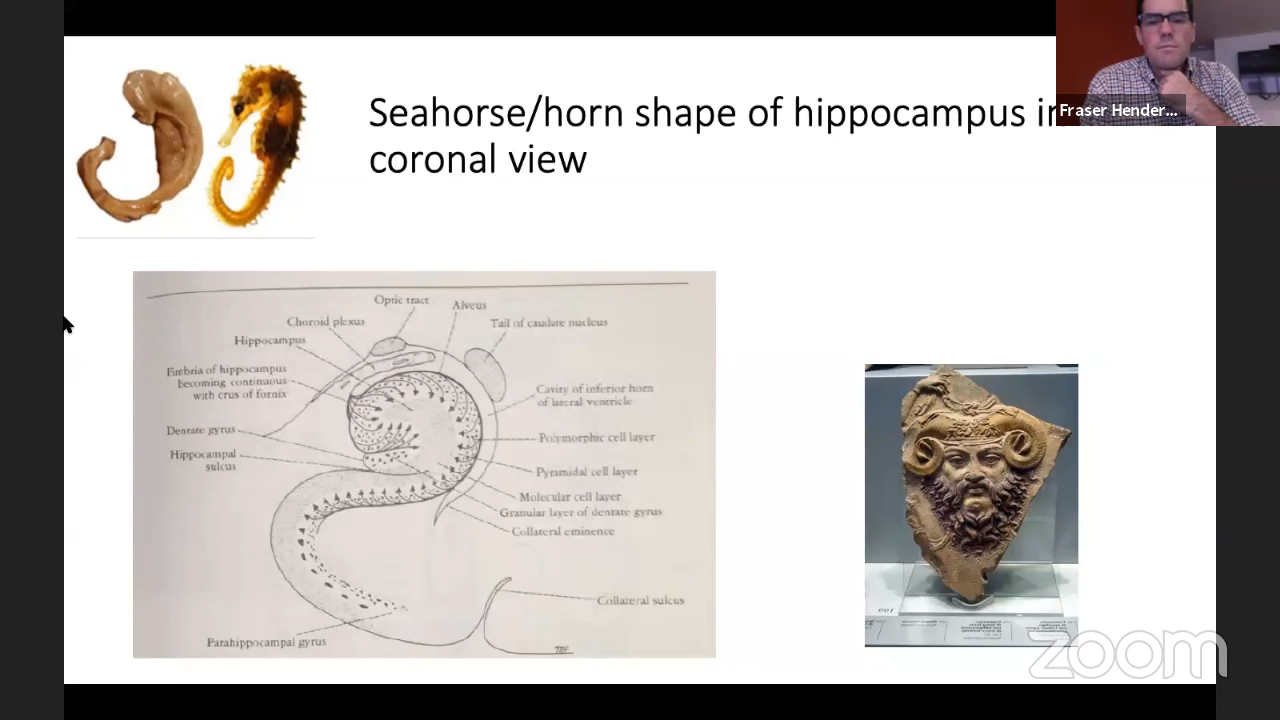 Seahorse/horn shape of hippocampus in
coronal view
Fraser Hender...
Optic tract
Alveus
Choroid plexus
Tail of caudate nucleus
Hippocampus
Fimbria of hippocampus
becoming continuous
with crus of fornix
Cavity of inferior horn
of lateral ventricle
Dentate gyrus
Polymorphic cell layer
Hippocampal
sulcus
Pyramidal cell layer
Molecular cell layer
Granular layer of dentate gyrus
Collateral eminence
Collateral sulcus
Parahippocampal gyrus
zoom